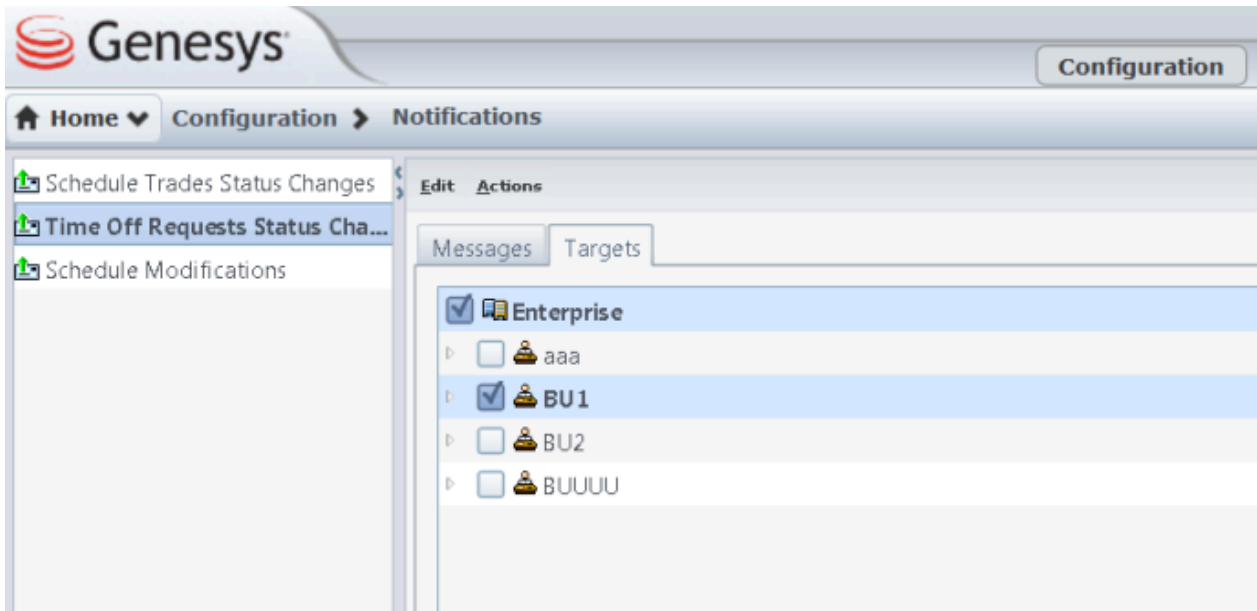 Genesys
Configuration
Home Configuration Notifications
Schedule Trades Status Changes
Time Off Requests Status Cha...
Schedule Modifications
Edit Actions
Messages Targets
Enterprise
aaa
BU1
BU2
BUUUU